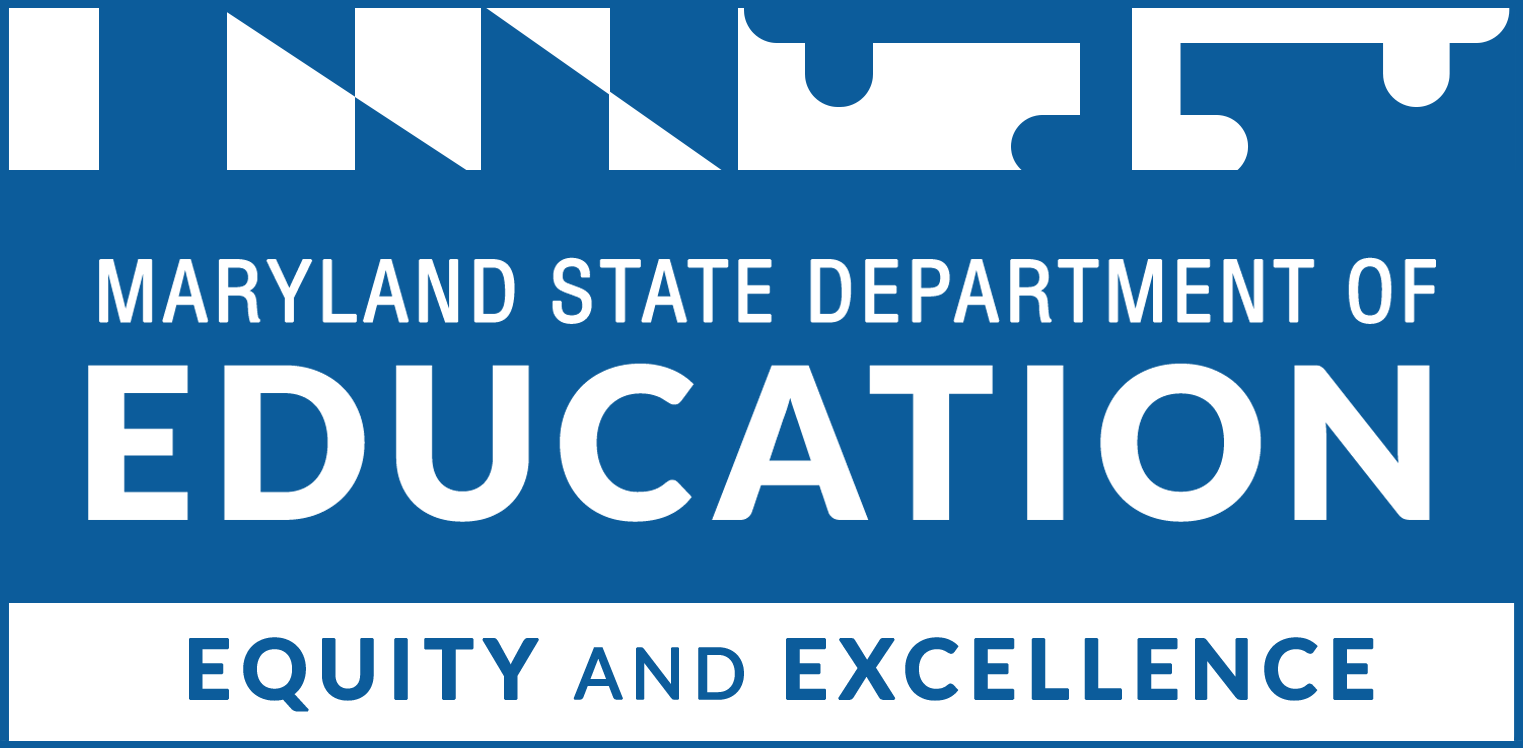 MARYLAND STATE DEPARTMENT OF
EDUCATION
EQUITY AND EXCELLENCE